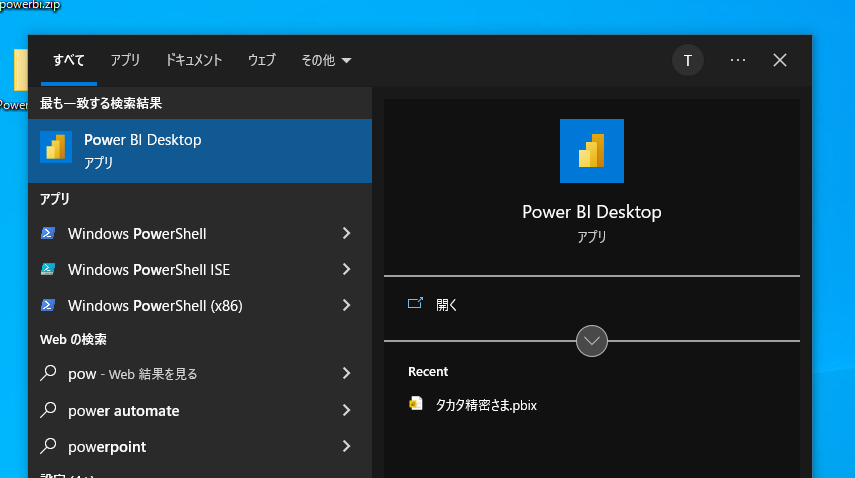 powerbi.zip
Power
すべて アプリ ドキュメント ウェブ その他 T
最も一致する検索結果
Power BI Desktop
アプリ
アプリ
Windows PowerShell
Windows PowerShell ISE
Windows PowerShell (x86)
Web の検索
pow - Web 結果を見る
power automate
powerpoint
Power BI Desktop
アプリ
開く
Recent
タカタ精密さま.pbix